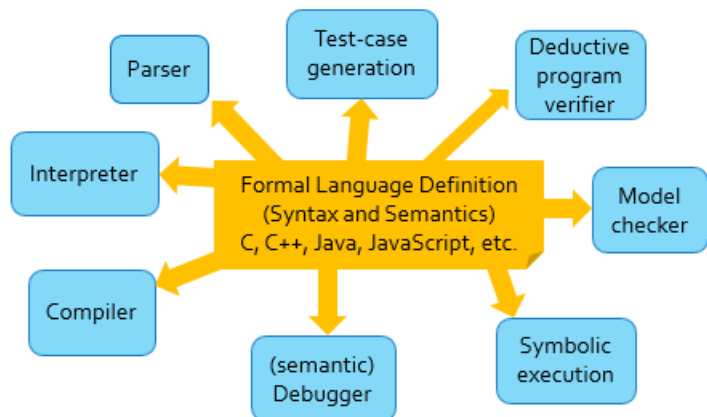 Parser
Test-case
generation
Deductive
program
verifier
Interpreter
Formal Language Definition
(Syntax and Semantics)
C, C++, Java, JavaScript, etc.
Model
checker
Compiler
(semantic)
Debugger
Symbolic
execution